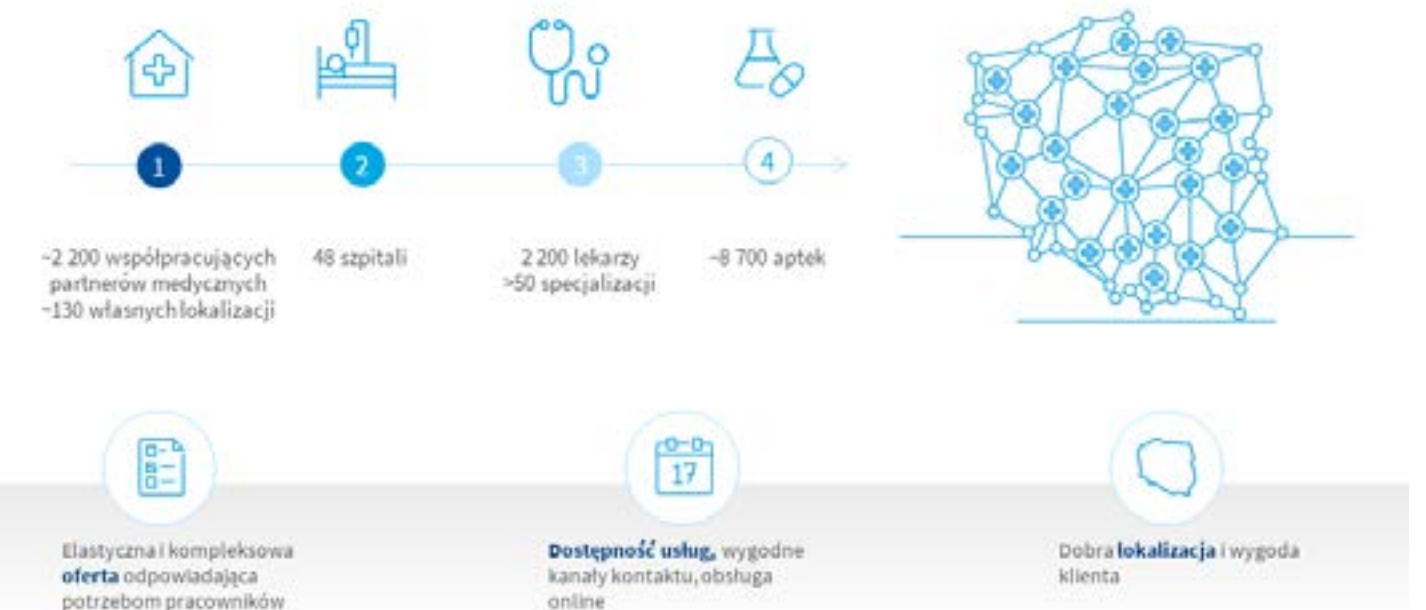 1
2
3
4
~2 200 współpracujących
partnerów medycznych
~130 własnych lokalizacji
48 szpitali
2 200 lekarzy
>50 specjalizacji
~8 700 aptek
17
Elastyczna i kompleksowa
oferta odpowiadająca
potrzebom pracowników
Dostępność usług, wygodne
kanały kontaktu, obsługa
online
Dobra lokalizacja i wygoda
klienta